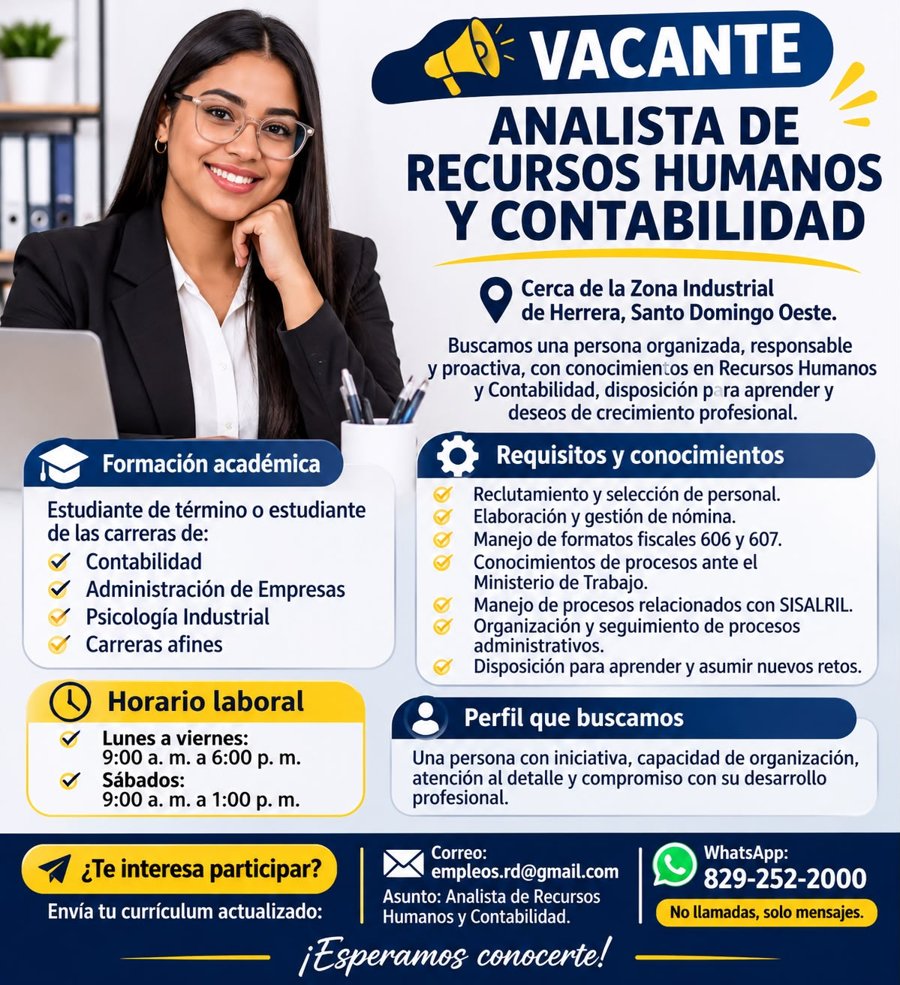 VACANTE
ANALISTA DE
RECURSOS HUMANOS
Y CONTABILIDAD
Cerca de la Zona Industrial
de Herrera, Santo Domingo Oeste.
Buscamos una persona organizada, responsable
y proactiva, con conocimientos en Recursos Humanos
y Contabilidad, disposición para aprender y
deseos de crecimiento profesional.
Formación académica
Estudiante de término o estudiante
de las carreras de:
Contabilidad
Administración de Empresas
Psicología Industrial
Carreras afines
Requisitos y conocimientos
Reclutamiento y selección de personal.
Elaboración y gestión de nómina.
Manejo de formatos fiscales 606 y 607.
Conocimientos de procesos ante el
Ministerio de Trabajo.
Manejo de procesos relacionados con SISALRIL.
Organización y seguimiento de procesos
administrativos.
Disposición para aprender y asumir nuevos retos.
Horario laboral
Lunes a viernes:
9:00 a. m. a 6:00 p. m.
Sábados:
9:00 a. m. a 1:00 p. m.
Perfil que buscamos
Una persona con iniciativa, capacidad de organización,
atención al detalle y compromiso con su desarrollo
profesional.
¿Te interesa participar?
Envía tu currículum actualizado:
Correo:
empleos.rd@gmail.com
Asunto: Analista de Recursos
Humanos y Contabilidad.
WhatsApp:
829-252-2000
No llamadas, solo mensajes.
¡Esperamos conocerte!